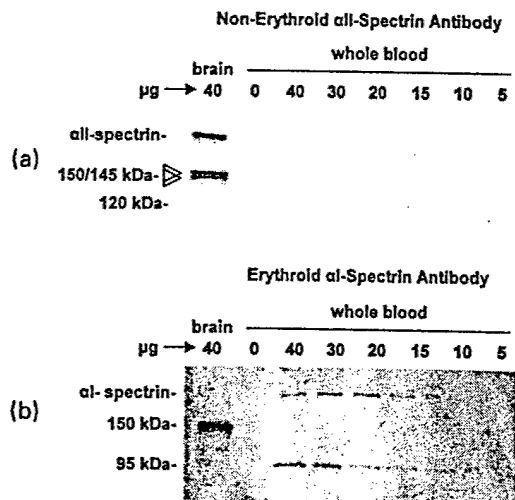 Non-Erythroid αII-Spectrin Antibody
whole blood
brain
µg → 40 0 40 30 20 15 10 5
(a)
αII-spectrin-
150/145 kDa-
120 kDa-
Erythroid αI-Spectrin Antibody
whole blood
brain
µg → 40 0 40 30 20 15 10 5
(b)
αI- spectrin-
150 kDa-
95 kDa-